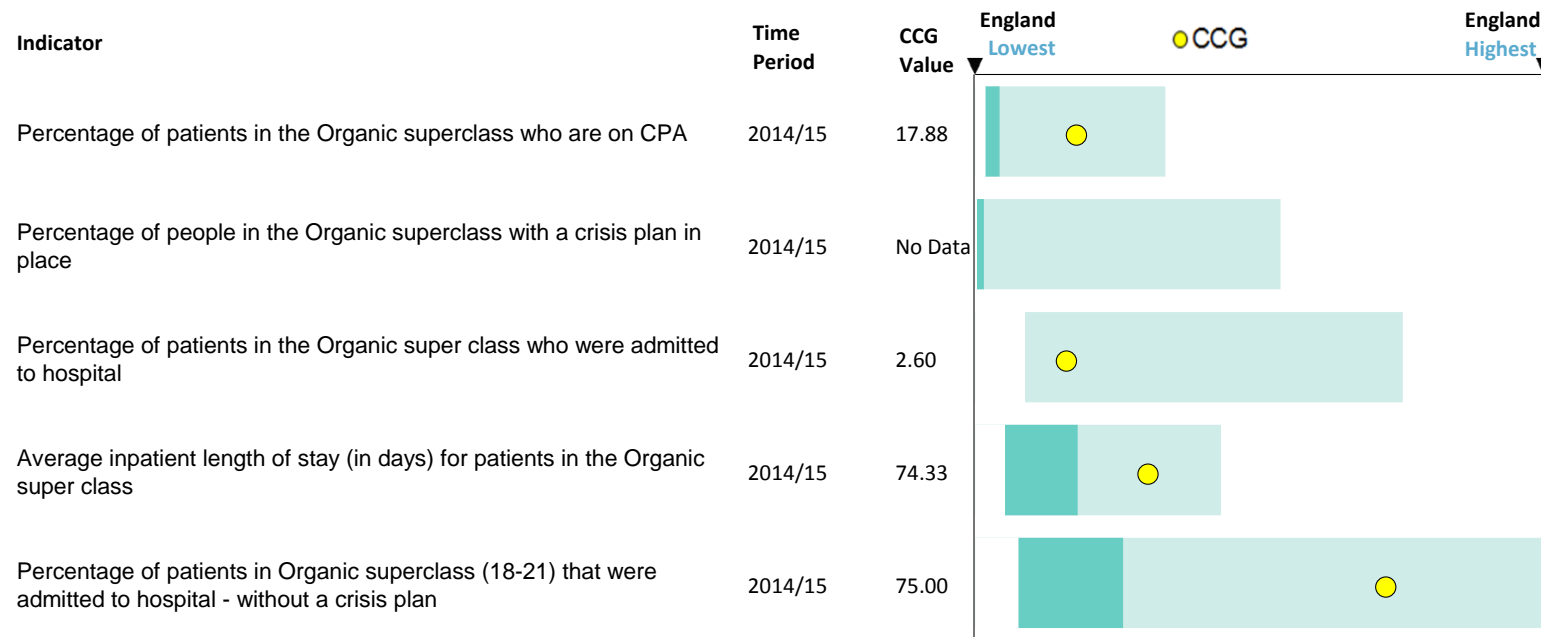 Indicator
Time
Period
CCG
Value
England
Lowest
CCG
England
Highest
Percentage of patients in the Organic superclass who are on CPA
2014/15
17.88
Percentage of people in the Organic superclass with a crisis plan in
place
2014/15
No Data
Percentage of patients in the Organic super class who were admitted
to hospital
2014/15
2.60
Average inpatient length of stay (in days) for patients in the Organic
super class
2014/15
74.33
Percentage of patients in Organic superclass (18-21) that were
admitted to hospital - without a crisis plan
2014/15
75.00